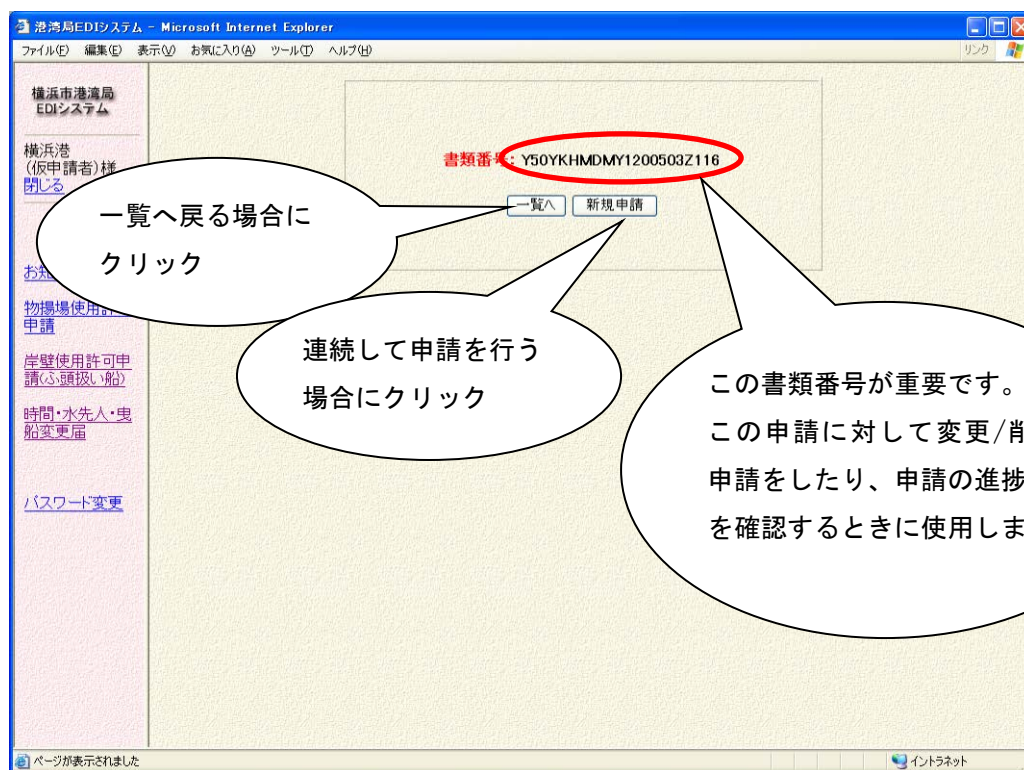 港湾局EDIシステム - Microsoft Internet Explorer
ファイル(F) 編集(E) 表示(V) お気に入り(A) ツール(T) ヘルプ(H)
リンク
横浜市港湾局
EDIシステム
横浜港
(仮申請者)様
閉じる
お知
物揚場使用許
申請
岸壁使用許可申
請(ふ頭扱い船)
時間・水先人・曳
船変更届
パスワード変更
書類番号: Y50YKHMDMY1200503Z116
一覧へ 新規申請
一覧へ戻る場合に
クリック
連続して申請を行う
場合にクリック
この書類番号が重要です。
この申請に対して変更/削
申請をしたり、申請の進捗
を確認するときに使用しま
ページが表示されました
イントラネット